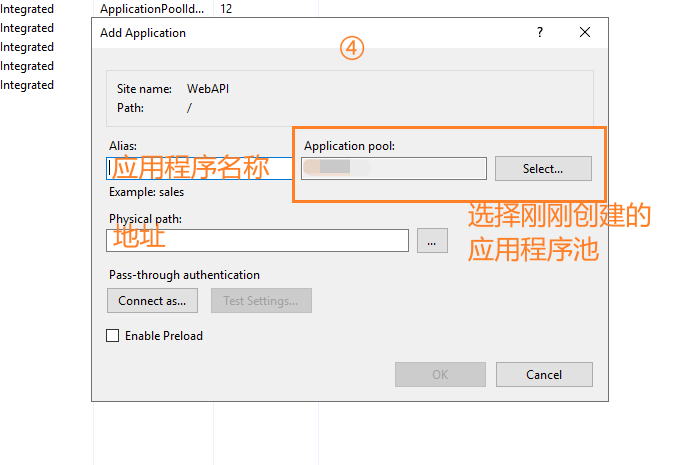 Integrated ApplicationPoolId... 12
Integrated
Integrated
Integrated
Integrated
Add Application
?
④
Site name: WebAPI
Path: /
Alias:
应用程序名称
Example: sales
Application pool:
Select...
选择刚刚创建的
应用程序池
Physical path:
地址
...
Pass-through authentication
Connect as... Test Settings...
Enable Preload
OK Cancel